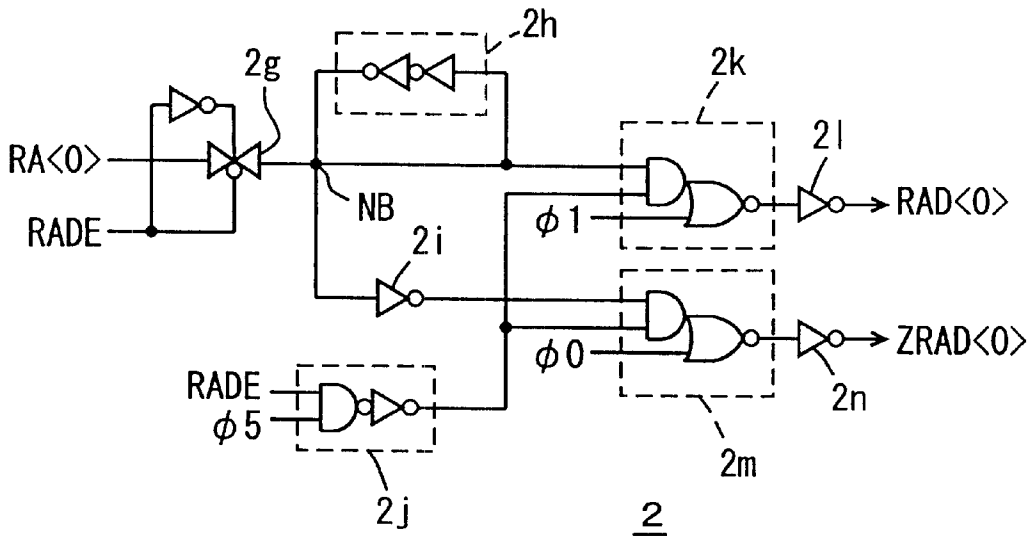 2h
2g
2k
2l
RA<0>
RAD<0>
NB
φ1
RADE
2i
φ0
ZRAD<0>
RADE
φ5
2n
2j
2m
2